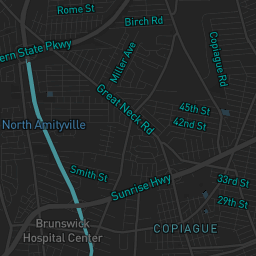 Rome St
Birch Rd
ern State Pkwy
Miller Ave
Copiague Rd
Great Neck Rd
45th St
42nd St
North Amityville
Smith St
Sunrise Hwy
33rd St
29th St
Brunswick
Hospital Center
COPIAGUE